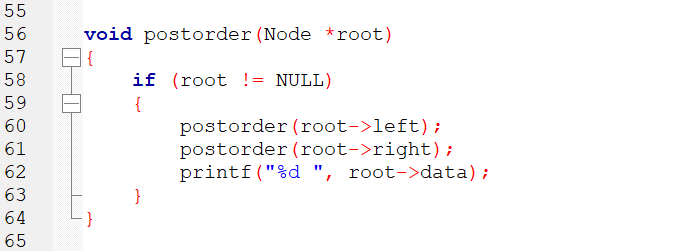 55
56 void postorder(Node *root)
57 {
58 if (root != NULL)
59 {
60 postorder(root->left);
61 postorder(root->right);
62 printf("%d ", root->data);
63 }
64 }
65